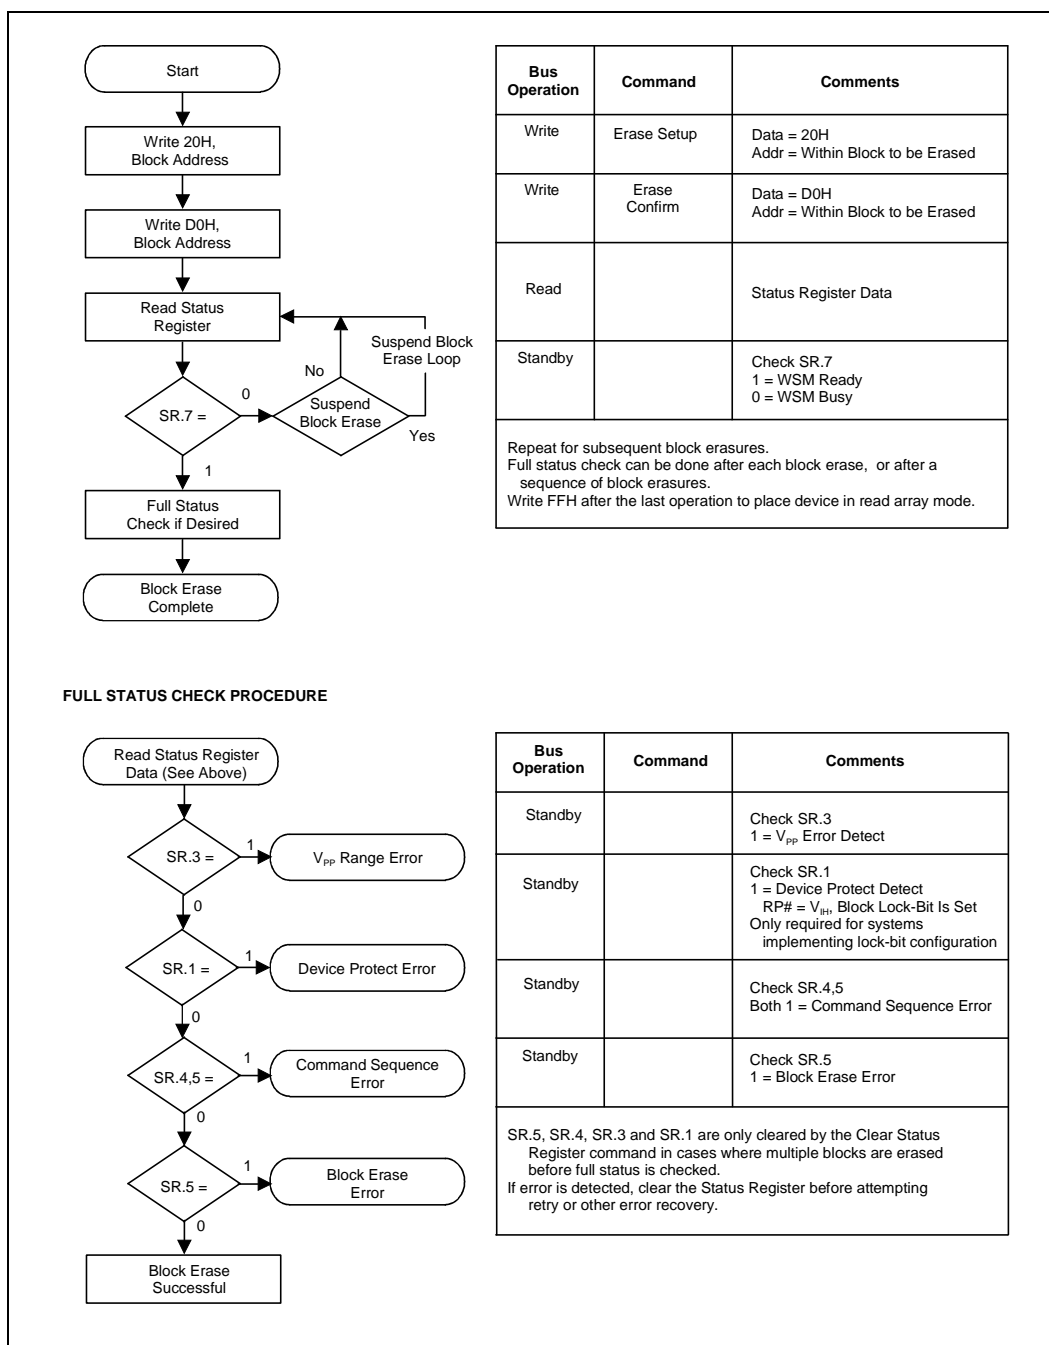 Start
Write 20H,
Block Address
Write D0H,
Block Address
Read Status
Register
Suspend Block
Erase Loop
No
0
SR.7 =
Suspend
Block Erase
Yes
1
Full Status
Check if Desired
Block Erase
Complete
Bus
Operation
Command
Comments
Write
Erase Setup
Data = 20H
Addr = Within Block to be Erased
Write
Erase
Confirm
Data = D0H
Addr = Within Block to be Erased
Read
Status Register Data
Standby
Check SR.7
1 = WSM Ready
0 = WSM Busy
Repeat for subsequent block erasures.
Full status check can be done after each block erase, or after a
sequence of block erasures.
Write FFH after the last operation to place device in read array mode.
FULL STATUS CHECK PROCEDURE
Read Status Register
Data (See Above)
SR.3 =
1
VPP Range Error
0
SR.1 =
1
Device Protect Error
0
SR.4,5 =
1
Command Sequence
Error
0
SR.5 =
1
Block Erase
Error
0
Block Erase
Successful
Bus
Operation
Command
Comments
Standby
Check SR.3
1 = VPP Error Detect
Standby
Check SR.1
1 = Device Protect Detect
RP# = VIH, Block Lock-Bit Is Set
Only required for systems
implementing lock-bit configuration
Standby
Check SR.4,5
Both 1 = Command Sequence Error
Standby
Check SR.5
1 = Block Erase Error
SR.5, SR.4, SR.3 and SR.1 are only cleared by the Clear Status
Register command in cases where multiple blocks are erased
before full status is checked.
If error is detected, clear the Status Register before attempting
retry or other error recovery.